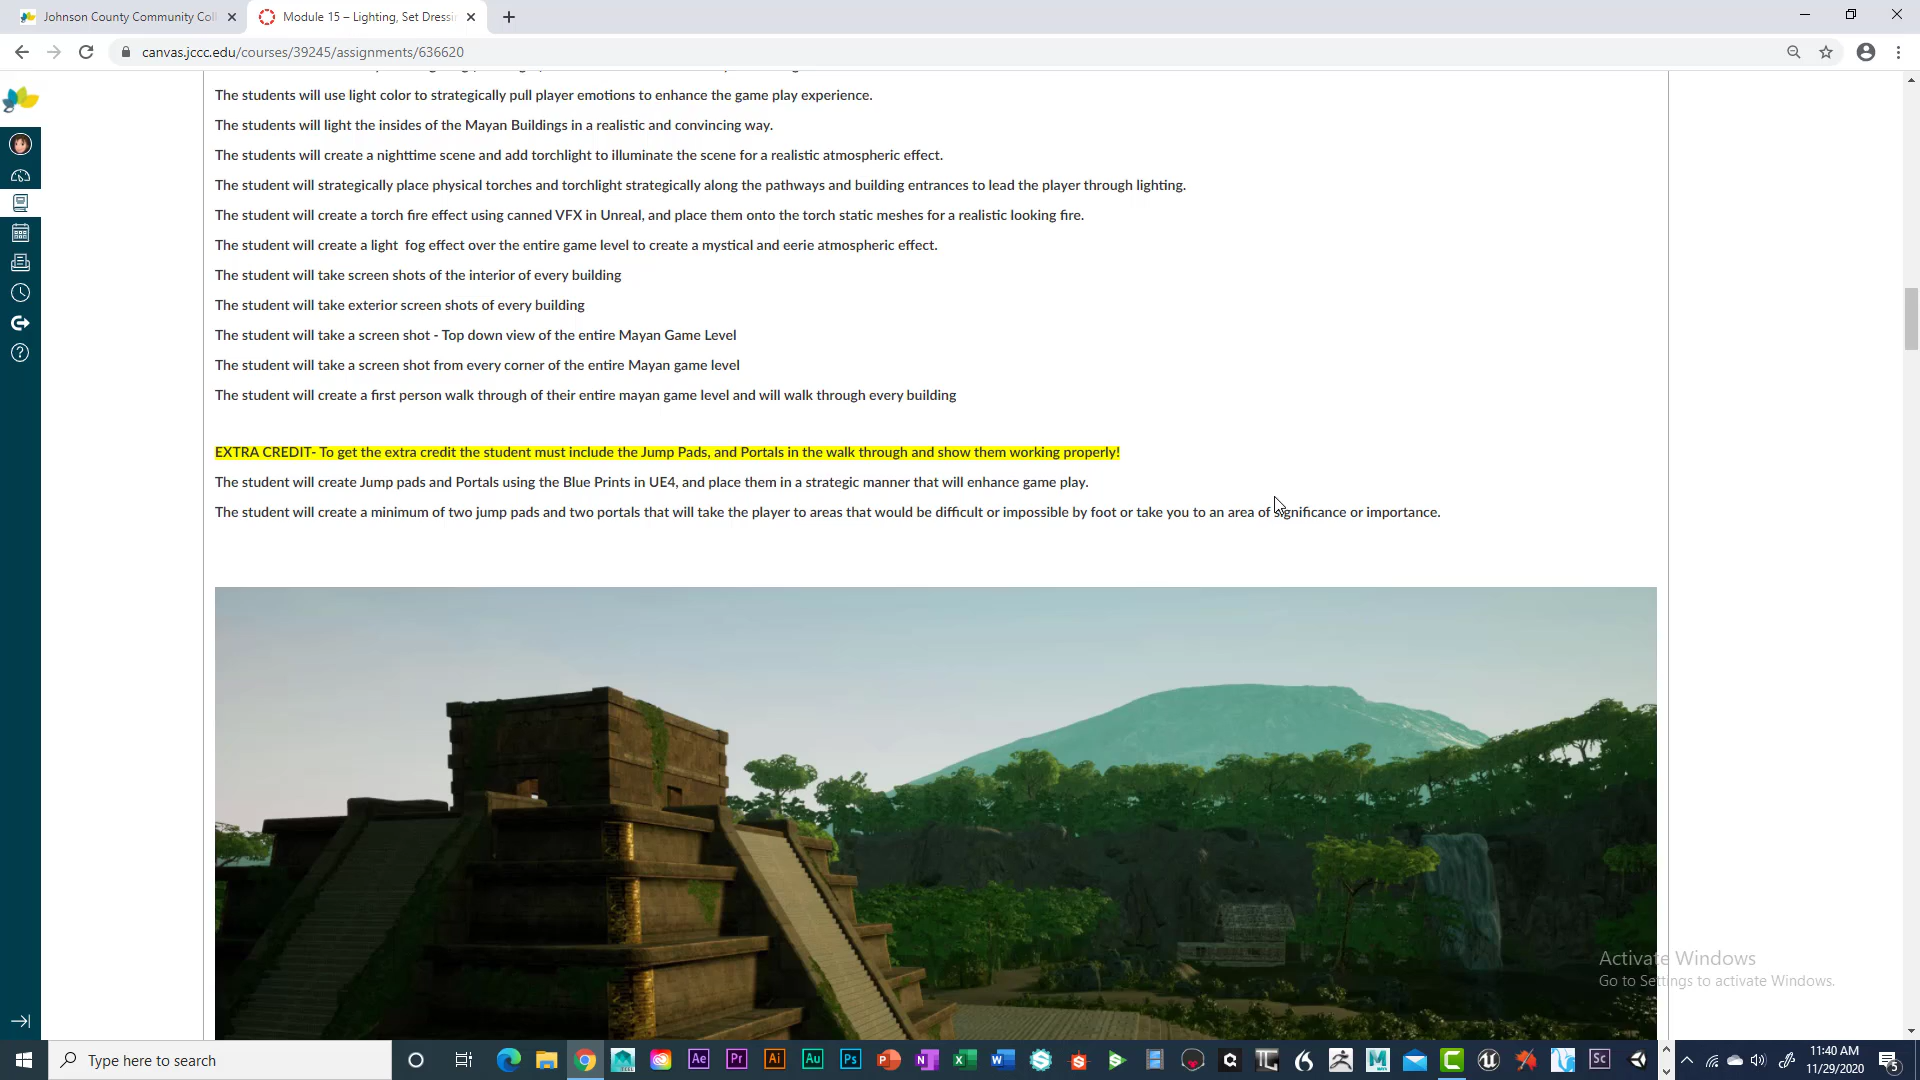 Johnson County Community Coll
Module 15 – Lighting, Set Dressin
canvas.jccc.edu/courses/39245/assignments/636620
The students will use light color to strategically pull player emotions to enhance the game play experience.
The students will light the insides of the Mayan Buildings in a realistic and convincing way.
The students will create a nighttime scene and add torchlight to illuminate the scene for a realistic atmospheric effect.
The student will strategically place physical torches and torchlight strategically along the pathways and building entrances to lead the player through lighting.
The student will create a torch fire effect using canned VFX in Unreal, and place them onto the torch static meshes for a realistic looking fire.
The student will create a light  fog effect over the entire game level to create a mystical and eerie atmospheric effect.
The student will take screen shots of the interior of every building
The student will take exterior screen shots of every building
The student will take a screen shot - Top down view of the entire Mayan Game Level
The student will take a screen shot from every corner of the entire Mayan game level
The student will create a first person walk through of their entire mayan game level and will walk through every building
EXTRA CREDIT- To get the extra credit the student must include the Jump Pads, and Portals in the walk through and show them working properly!
The student will create Jump pads and Portals using the Blue Prints in UE4, and place them in a strategic manner that will enhance game play.
The student will create a minimum of two jump pads and two portals that will take the player to areas that would be difficult or impossible by foot or take you to an area of significance or importance.
Activate Windows
Go to Settings to activate Windows.
Type here to search
Ae Pr Ai Au Ps Sc
11:40 AM
11/29/2020
5